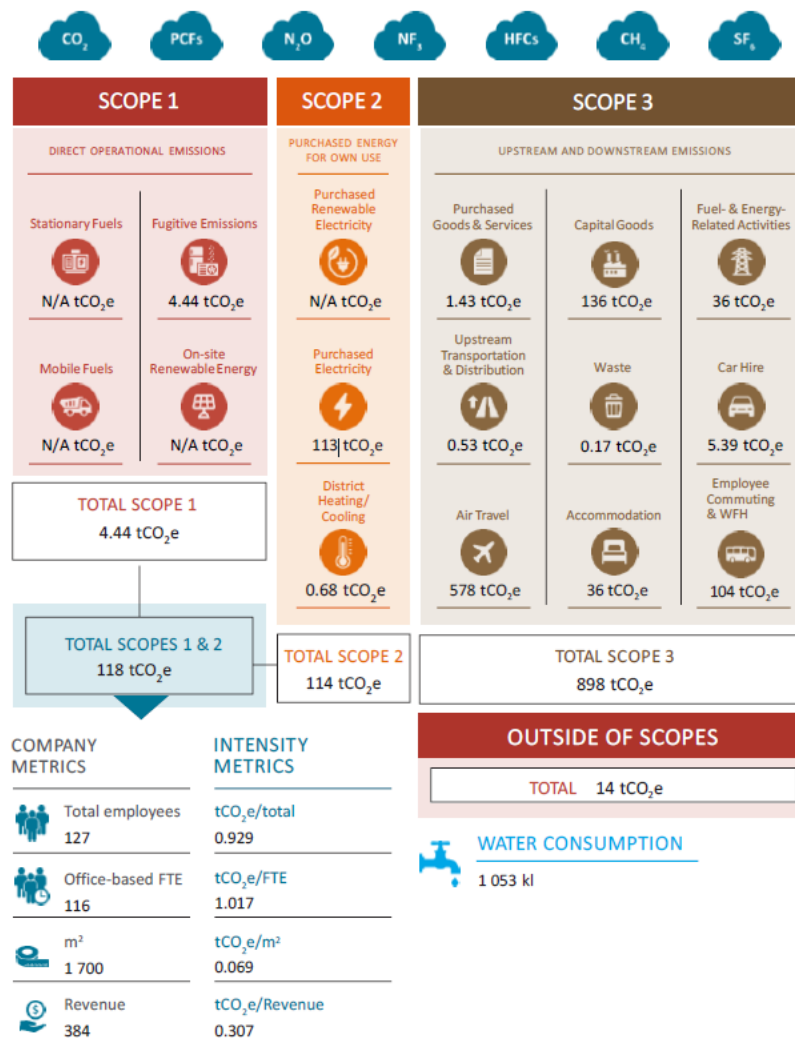 CO₂
PCFs
N₂O
NF₃
HFCs
CH₄
SF₆
SCOPE 1
DIRECT OPERATIONAL EMISSIONS
Stationary Fuels
N/A tCO₂e
Fugitive Emissions
4.44 tCO₂e
Mobile Fuels
N/A tCO₂e
On-site
Renewable Energy
N/A tCO₂e
TOTAL SCOPE 1
4.44 tCO₂e
SCOPE 2
PURCHASED ENERGY
FOR OWN USE
Purchased
Renewable
Electricity
N/A tCO₂e
Purchased
Electricity
113 tCO₂e
District
Heating/
Cooling
0.68 tCO₂e
TOTAL SCOPE 2
114 tCO₂e
TOTAL SCOPES 1 & 2
118 tCO₂e
SCOPE 3
UPSTREAM AND DOWNSTREAM EMISSIONS
Purchased
Goods & Services
1.43 tCO₂e
Capital Goods
136 tCO₂e
Fuel- & Energy-
Related Activities
36 tCO₂e
Upstream
Transportation
& Distribution
0.53 tCO₂e
Waste
0.17 tCO₂e
Car Hire
5.39 tCO₂e
Air Travel
578 tCO₂e
Accommodation
36 tCO₂e
Employee
Commuting
& WFH
104 tCO₂e
TOTAL SCOPE 3
898 tCO₂e
OUTSIDE OF SCOPES
TOTAL 14 tCO₂e
WATER CONSUMPTION
1 053 kl
COMPANY
METRICS
Total employees
127
Office-based FTE
116
m²
1 700
Revenue
384
INTENSITY
METRICS
tCO₂e/total
0.929
tCO₂e/FTE
1.017
tCO₂e/m²
0.069
tCO₂e/Revenue
0.307